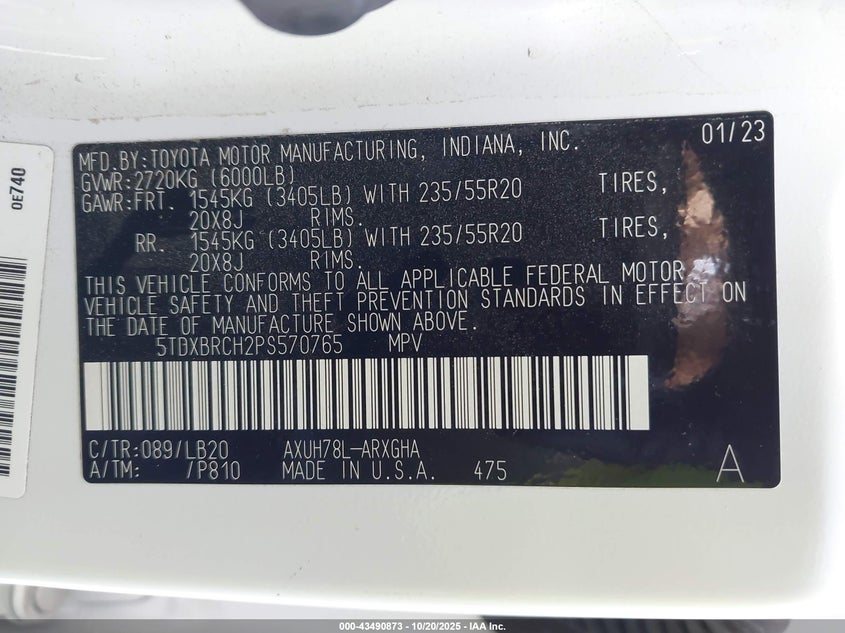 0E740
MFD.BY:TOYOTA MOTOR MANUFACTURING, INDIANA, INC. 01/23
GVWR:2720KG (6000LB)
GAWR:FRT. 1545KG (3405LB) WITH 235/55R20 TIRES,
20X8J RIMS.
RR. 1545KG (3405LB) WITH 235/55R20 TIRES,
20X8J RIMS.
THIS VEHICLE CONFORMS TO ALL APPLICABLE FEDERAL MOTOR
VEHICLE SAFETY AND THEFT PREVENTION STANDARDS IN EFFECT ON
THE DATE OF MANUFACTURE SHOWN ABOVE.
5TDXBRCH2PS570765 MPV
C/TR:089/LB20 AXUH78L-ARXGHA
A/TM: /P810 MADE IN U.S.A. 475 A
000-43490873 - 10/20/2025 - IAA Inc.